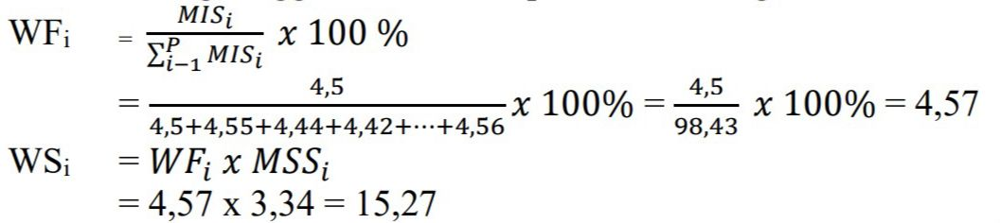 WFᵢ = MISᵢ / ∑ᵢ₋₁ᴾ MISᵢ x 100 %
= 4,5 / 4,5+4,55+4,44+4,42+⋯+4,56 x 100% = 4,5 / 98,43 x 100% = 4,57
WSᵢ = WFᵢ x MSSᵢ
= 4,57 x 3,34 = 15,27